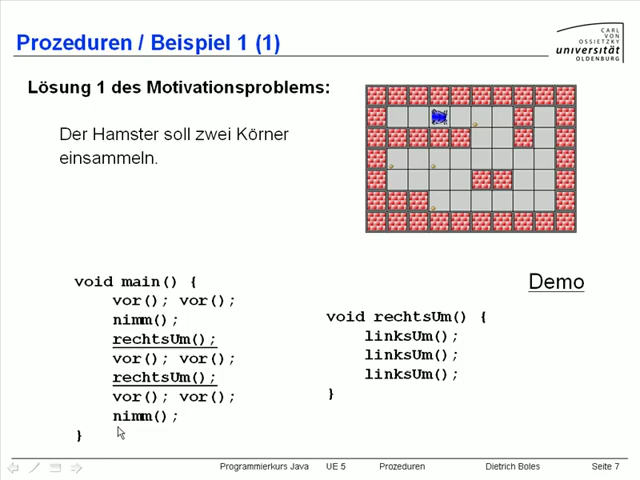 Prozeduren / Beispiel 1 (1)
CARL
VON
OSSIETZKY
universität
OLDENBURG
Lösung 1 des Motivationsproblems:
Der Hamster soll zwei Körner
einsammeln.
void main() {
vor(); vor();
nimm();
rechtsUm();
vor(); vor();
rechtsUm();
vor(); vor();
nimm();
}
Demo
void rechtsUm() {
linksUm();
linksUm();
linksUm();
}
Programmierkurs Java UE 5 Prozeduren Dietrich Boles Seite 7